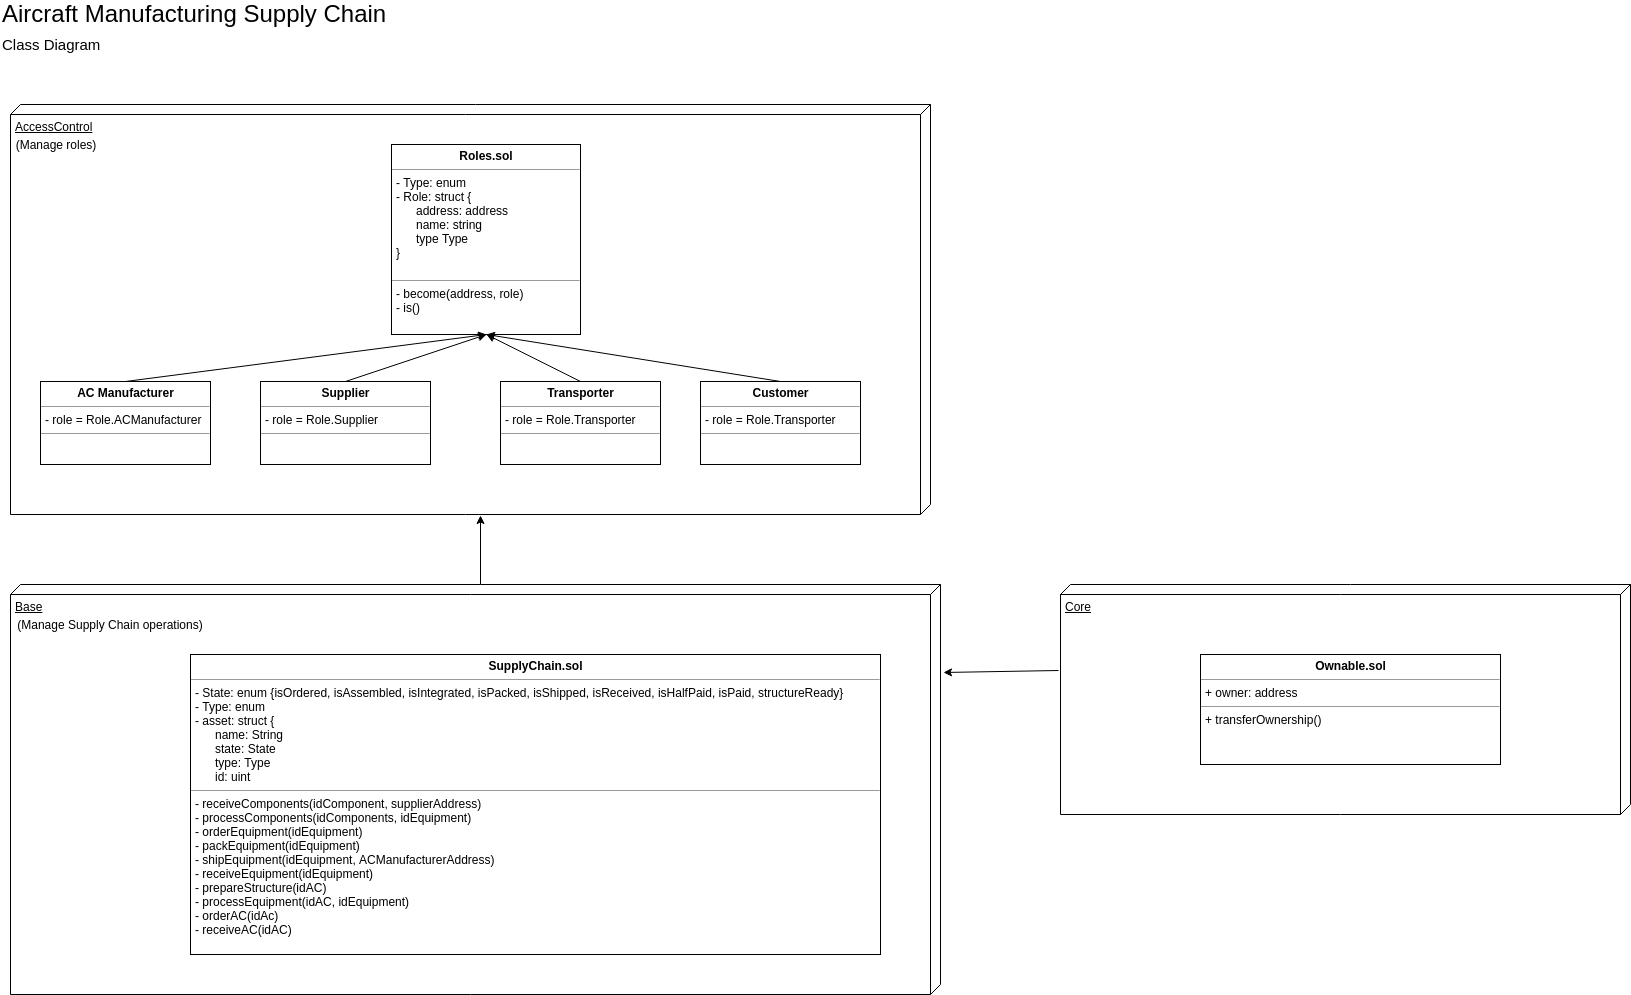 Aircraft Manufacturing Supply Chain
Class Diagram
AccessControl
(Manage roles)
Roles.sol
- Type: enum
- Role: struct {
address: address
name: string
type Type
}
- become(address, role)
- is()
AC Manufacturer
- role = Role.ACManufacturer
Supplier
- role = Role.Supplier
Transporter
- role = Role.Transporter
Customer
- role = Role.Transporter
Base
(Manage Supply Chain operations)
SupplyChain.sol
- State: enum {isOrdered, isAssembled, isIntegrated, isPacked, isShipped, isReceived, isHalfPaid, isPaid, structureReady}
- Type: enum
- asset: struct {
name: String
state: State
type: Type
id: uint
- receiveComponents(idComponent, supplierAddress)
- processComponents(idComponents, idEquipment)
- orderEquipment(idEquipment)
- packEquipment(idEquipment)
- shipEquipment(idEquipment, ACManufacturerAddress)
- receiveEquipment(idEquipment)
- prepareStructure(idAC)
- processEquipment(idAC, idEquipment)
- orderAC(idAc)
- receiveAC(idAC)
Core
Ownable.sol
+ owner: address
+ transferOwnership()